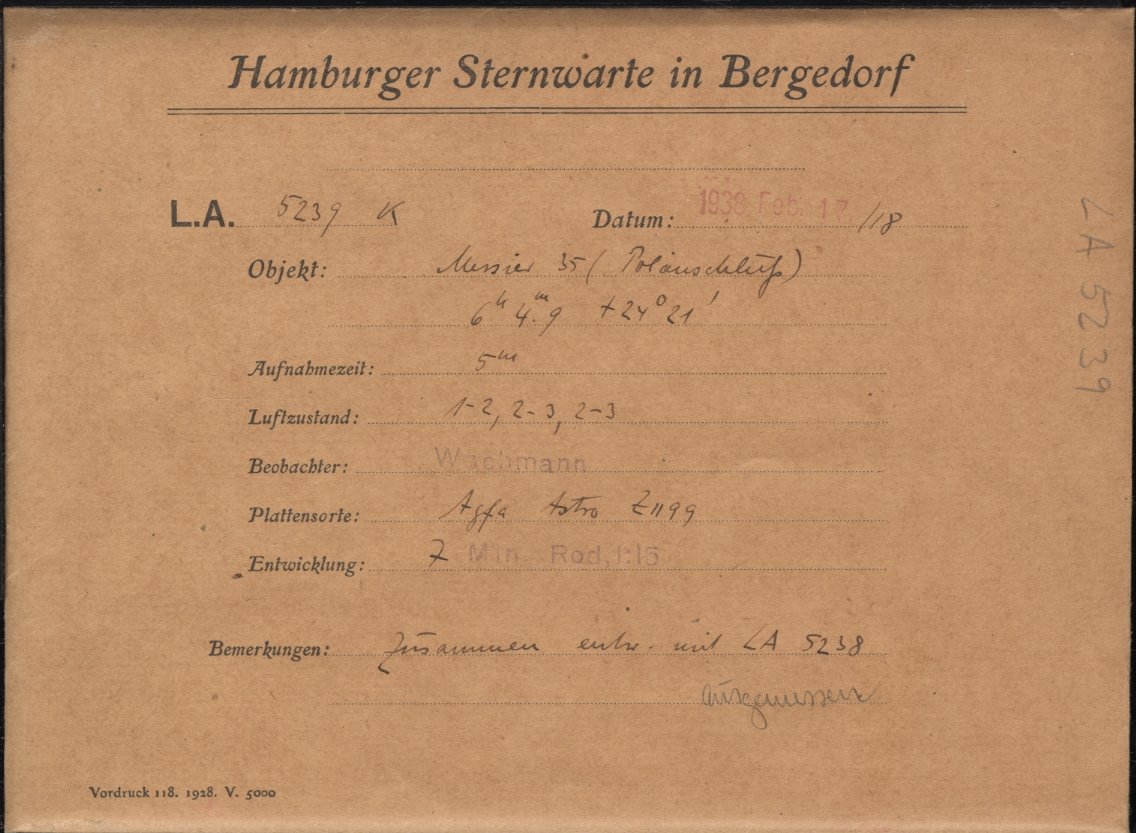 Hamburger Sternwarte in Bergedorf
L.A. 5239 K Datum: 1938 Feb. 17. /18
Objekt: Messier 35 (Polanschluß)
6h 4.m9 +24°21'
Aufnahmezeit: 5m
Luftzustand: 1-2, 2-3, 2-3
Beobachter: Wachmann
Plattensorte: Agfa Astro Z1199
Entwicklung: 7 Min. Rod. 1:15
Bemerkungen: Zusammen entw. mit LA 5238
ausgemessen
Vordruck 118. 1928. V. 5000
LA 5239